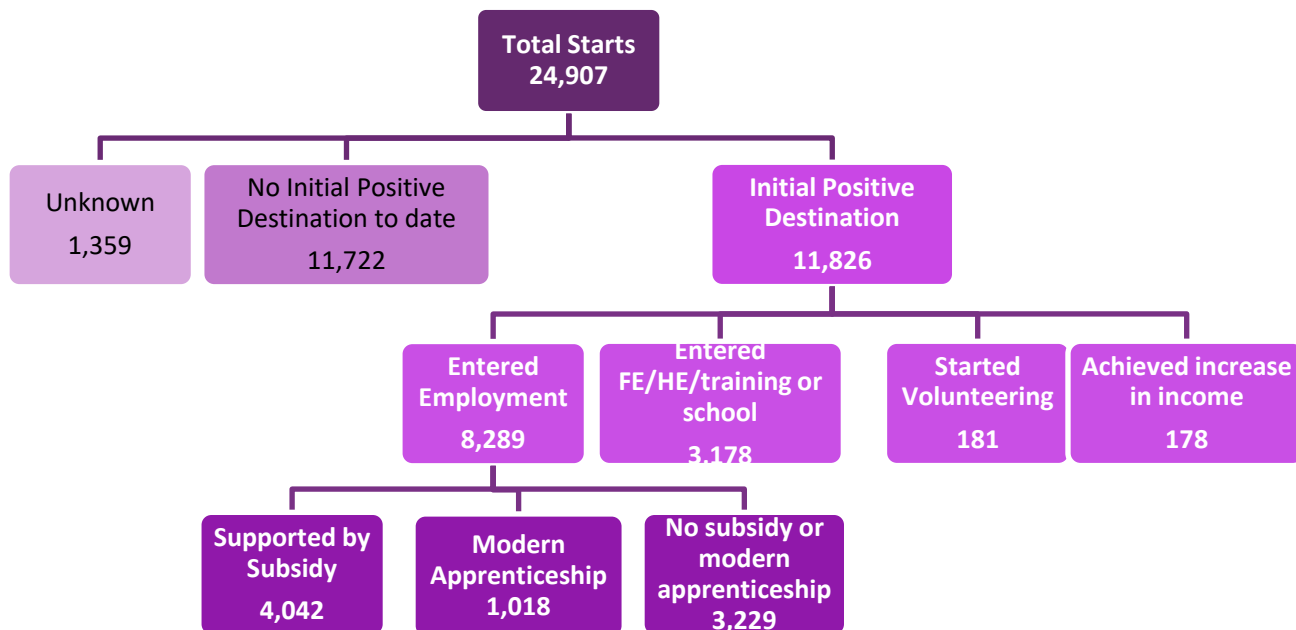 Total Starts
24,907
Unknown
1,359
No Initial Positive
Destination to date
11,722
Initial Positive
Destination
11,826
Entered
Employment
8,289
Entered
FE/HE/training or
school
3,178
Started
Volunteering
181
Achieved increase
in income
178
Supported by
Subsidy
4,042
Modern
Apprenticeship
1,018
No subsidy or
modern
apprenticeship
3,229